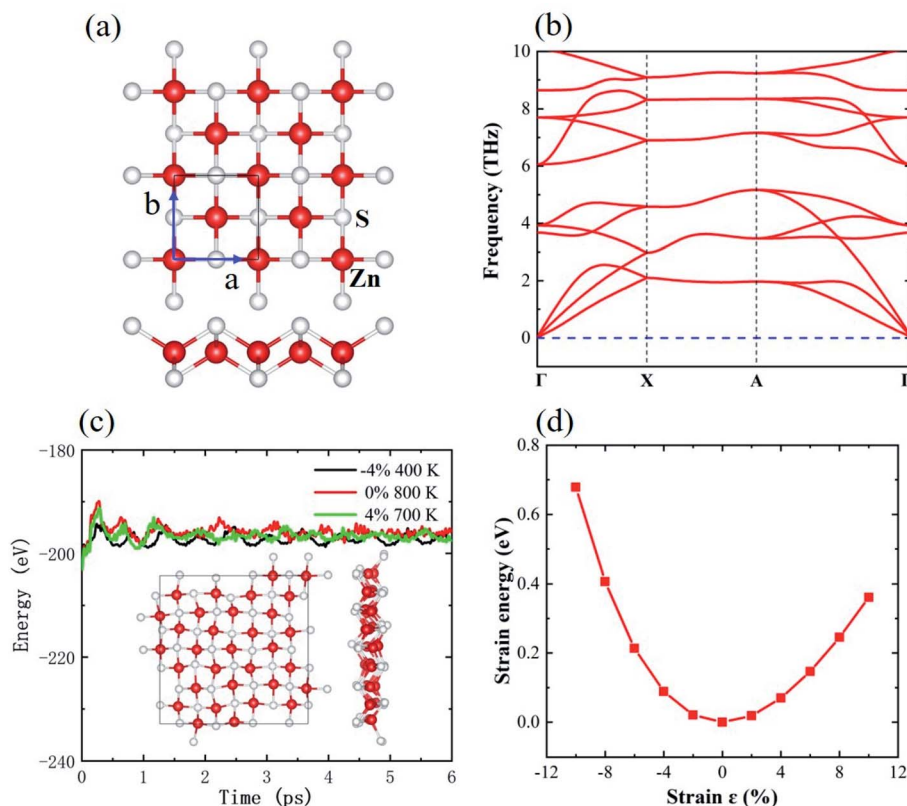 (a)
b
a
S
Zn
(b)
Frequency (THz)
10
8
6
4
2
0
Γ X A Γ
(c)
Energy (eV)
-180
-200
-220
-240
-4% 400 K
0% 800 K
4% 700 K
0 1 2 3 4 5 6
Time (ps)
(d)
Strain energy (eV)
0.8
0.6
0.4
0.2
0.0
-12 -8 -4 0 4 8 12
Strain ε (%)